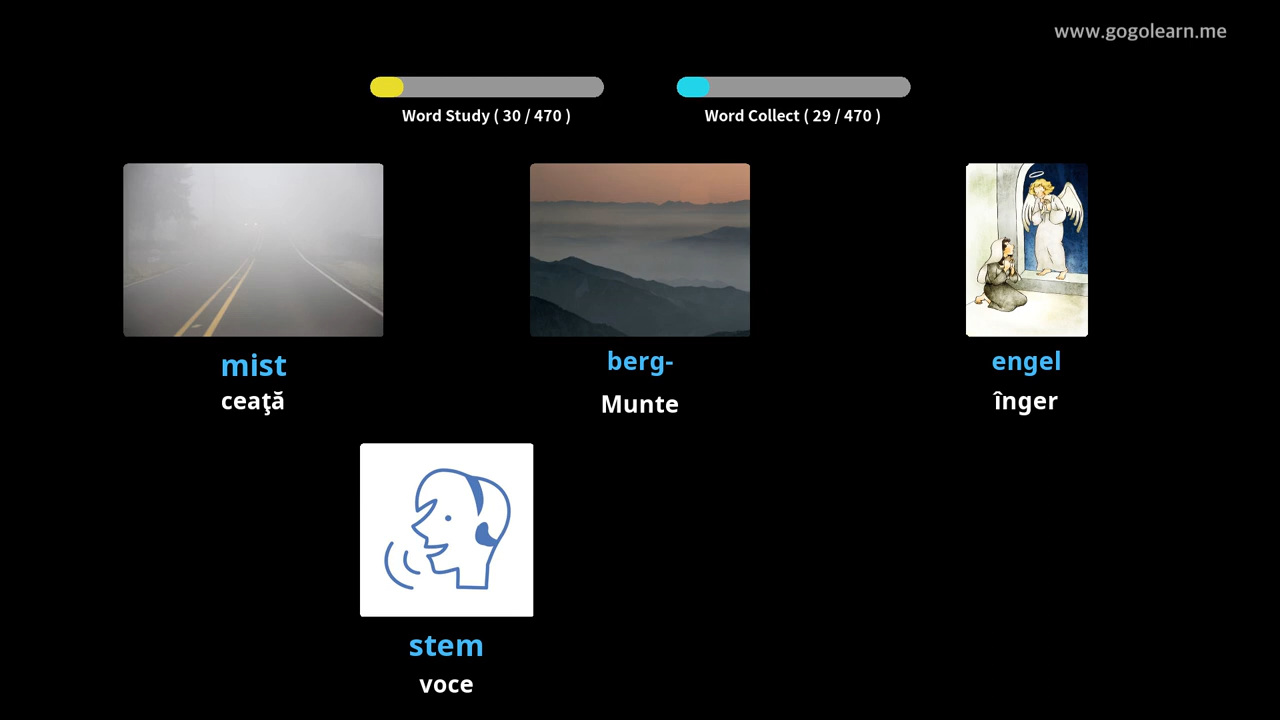 www.gogolearn.me
Word Study ( 30 / 470 )
Word Collect ( 29 / 470 )
mist
ceaţă
berg-
Munte
engel
înger
stem
voce